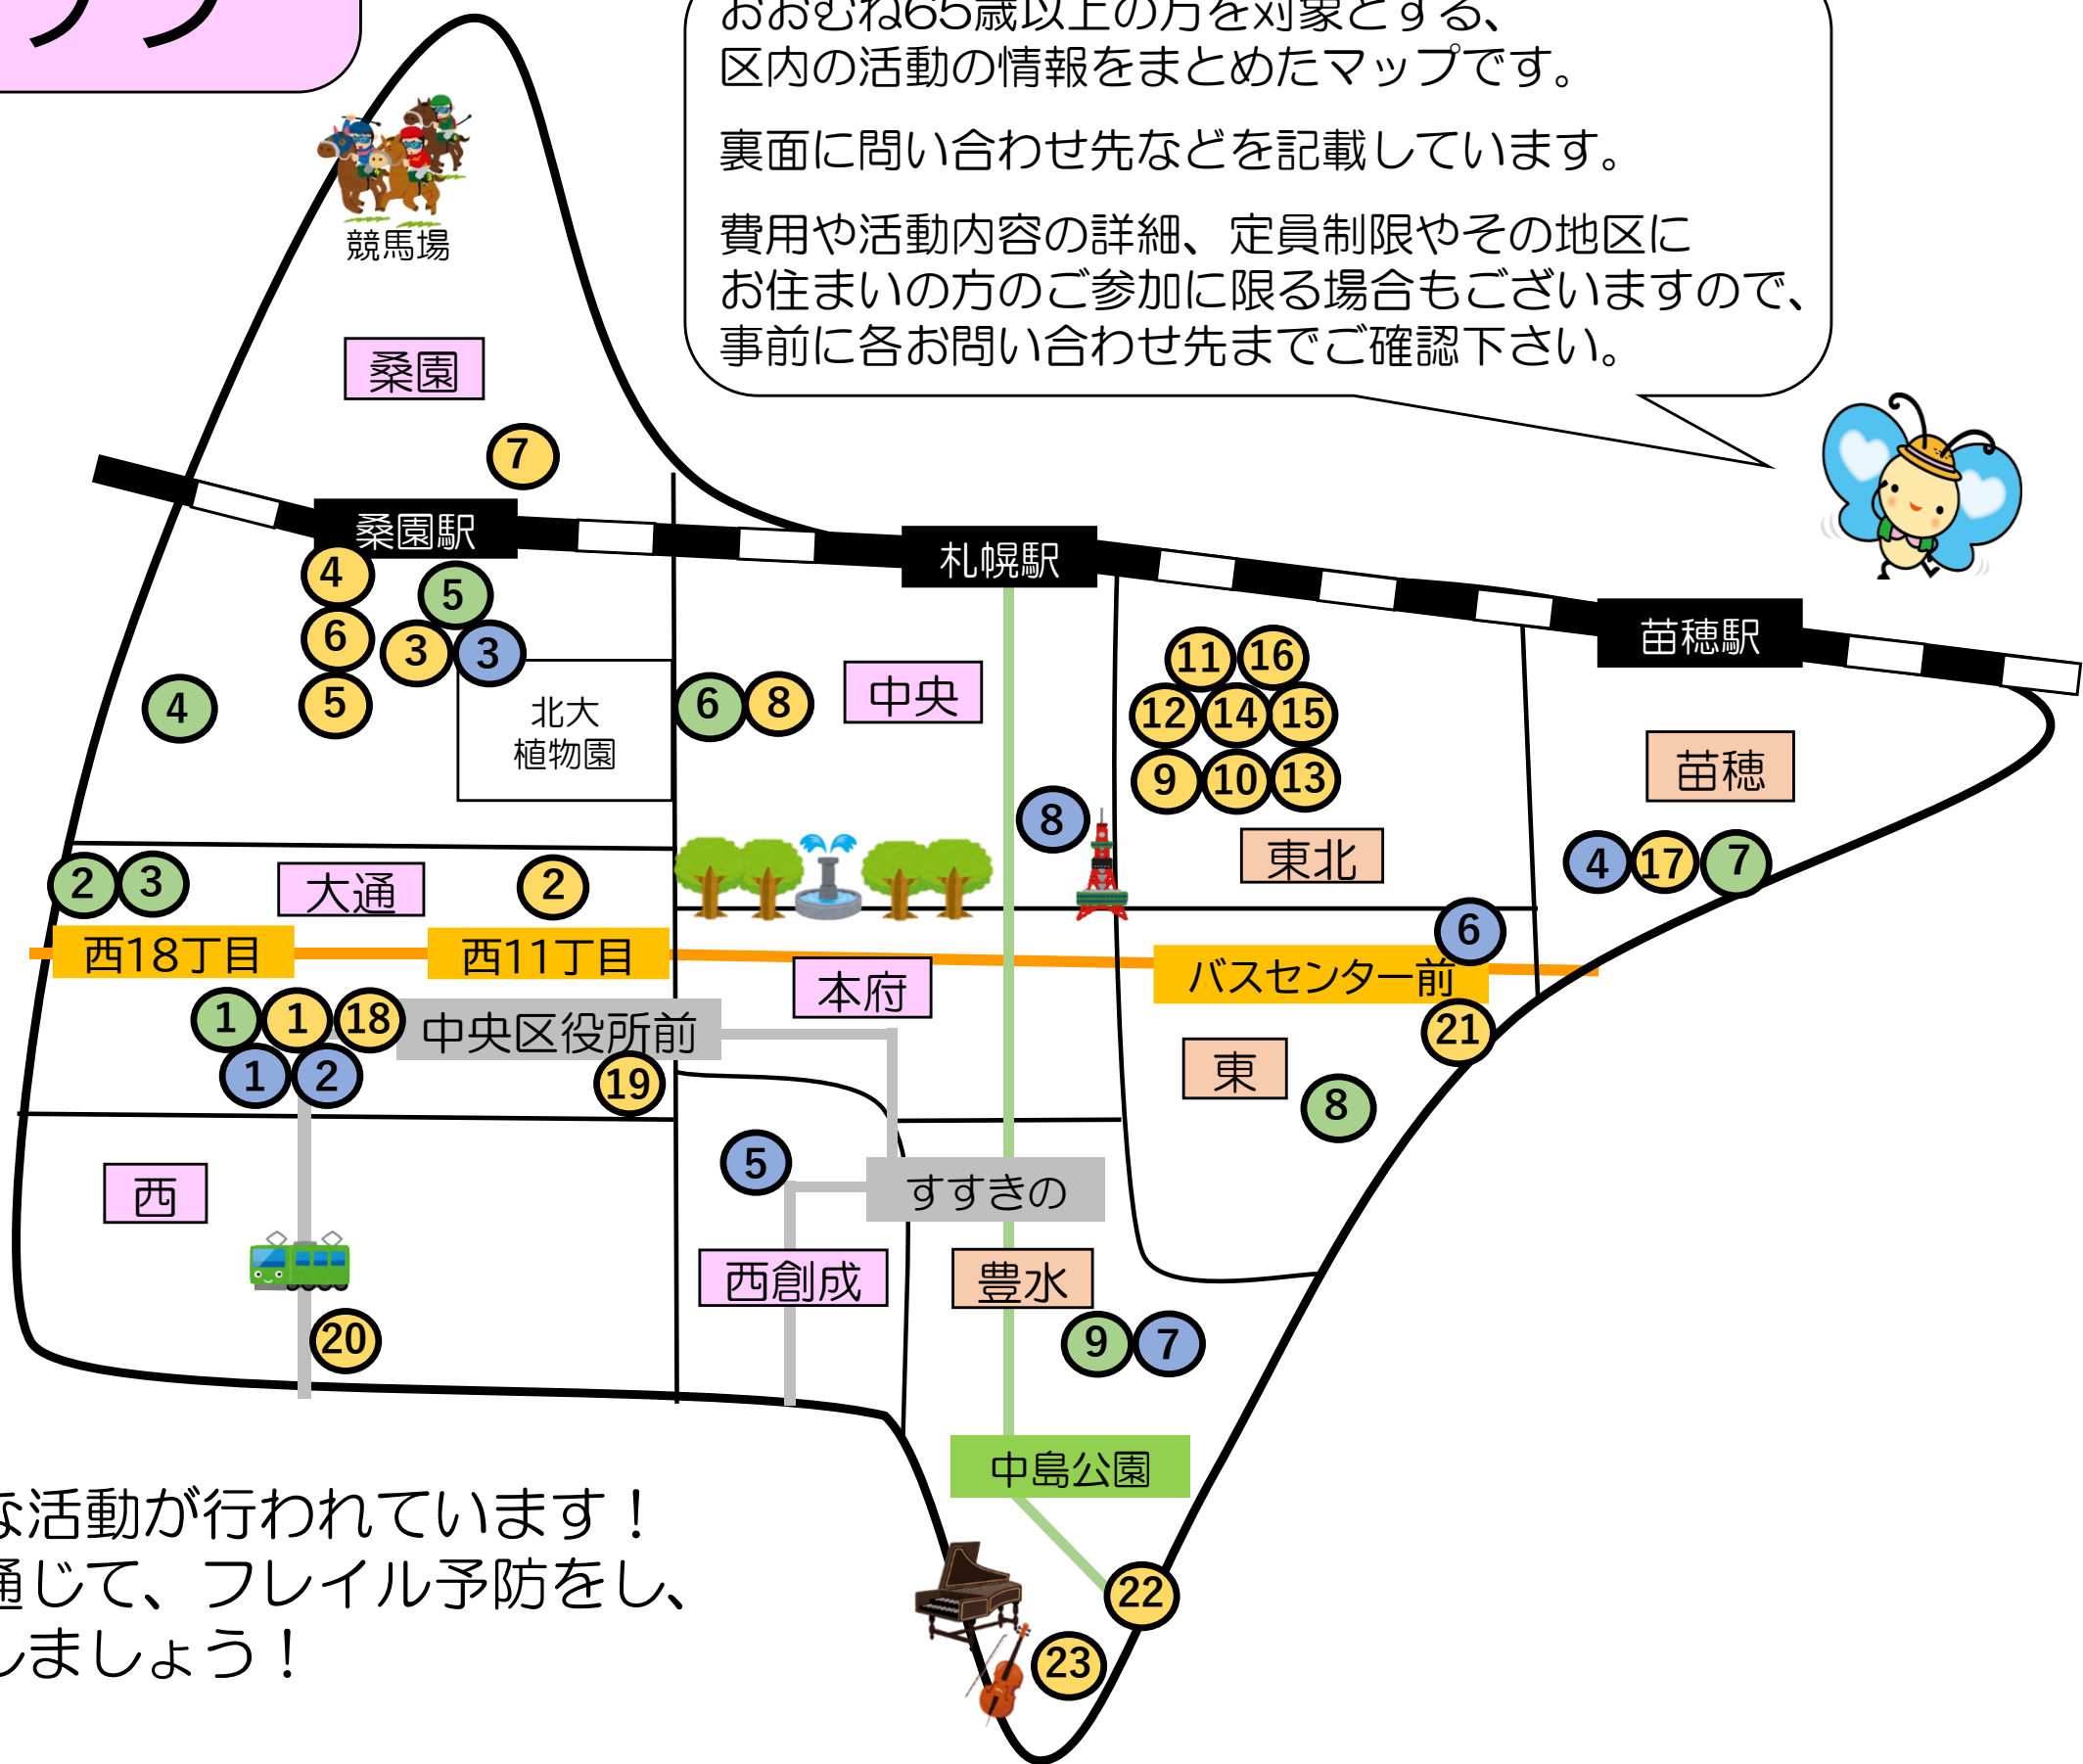 おおむね65歳以上の方を対象とする、
区内の活動の情報をまとめたマップです。
裏面に問い合わせ先などを記載しています。
費用や活動内容の詳細、定員制限やその地区に
お住まいの方のご参加に限る場合もございますので、
事前に各お問い合わせ先までご確認下さい。
競馬場
桑園
7
桑園駅
札幌駅
苗穂駅
4
5
6
3
3
5
4
北大
植物園
6
8
中央
11
16
12
14
15
9
10
13
苗穂
8
東北
4
17
7
2
3
大通
2
6
西18丁目
西11丁目
本府
バスセンター前
1
1
18
中央区役所前
21
1
2
19
東
8
5
すすきの
西
西創成
豊水
20
9
7
中島公園
な活動が行われています！
通じて、フレイル予防をし、
しましょう！
22
23